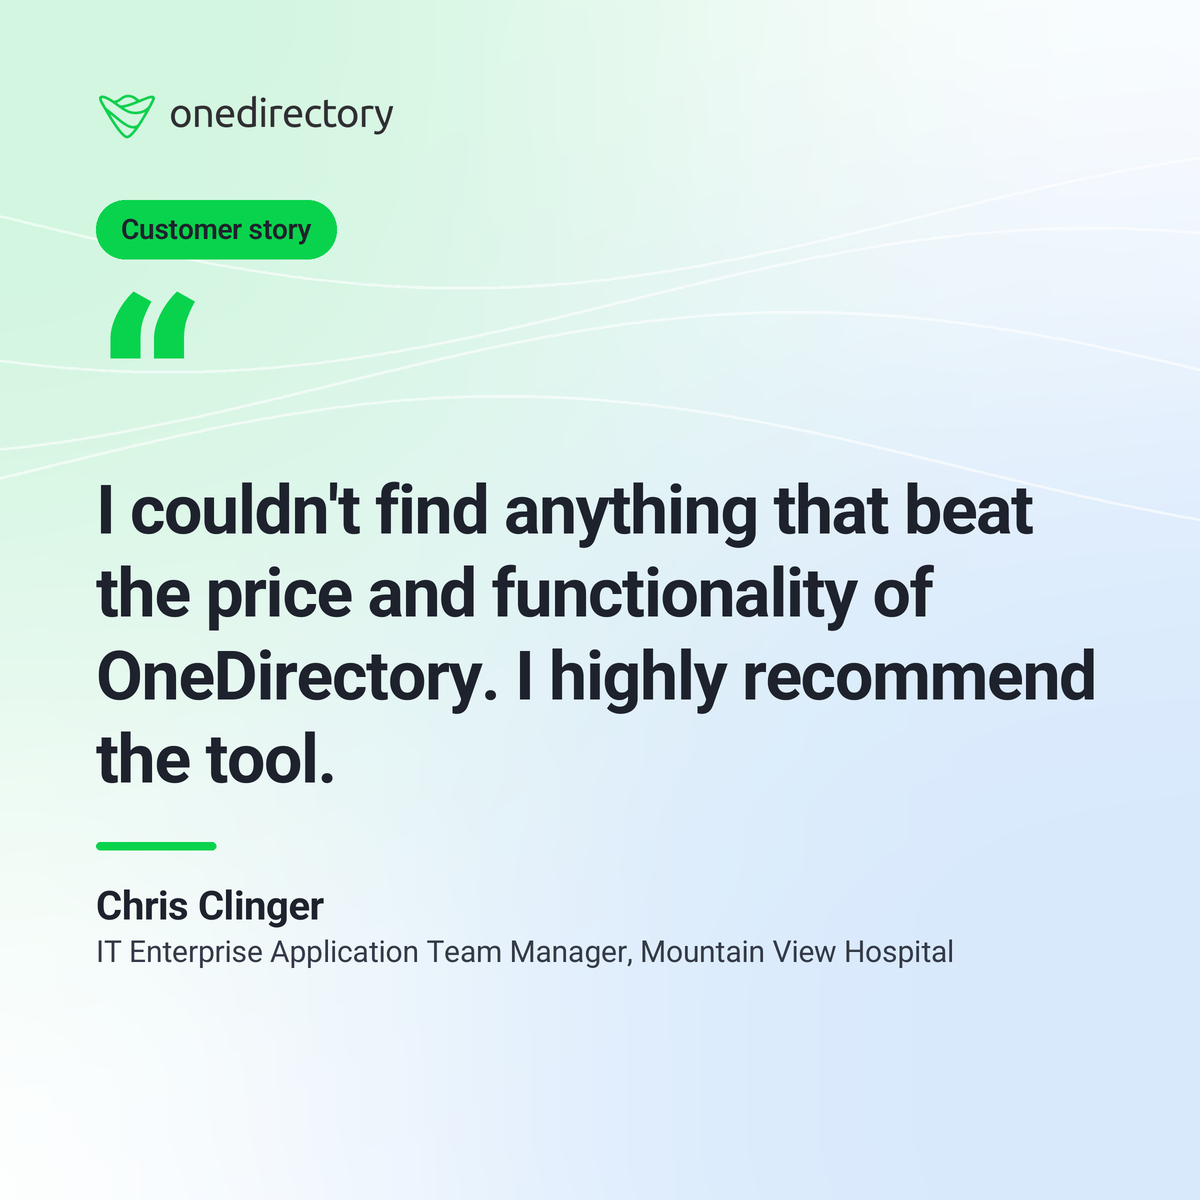 onedirectory
Customer story
“
I couldn't find anything that beat
the price and functionality of
OneDirectory. I highly recommend
the tool.
Chris Clinger
IT Enterprise Application Team Manager, Mountain View Hospital